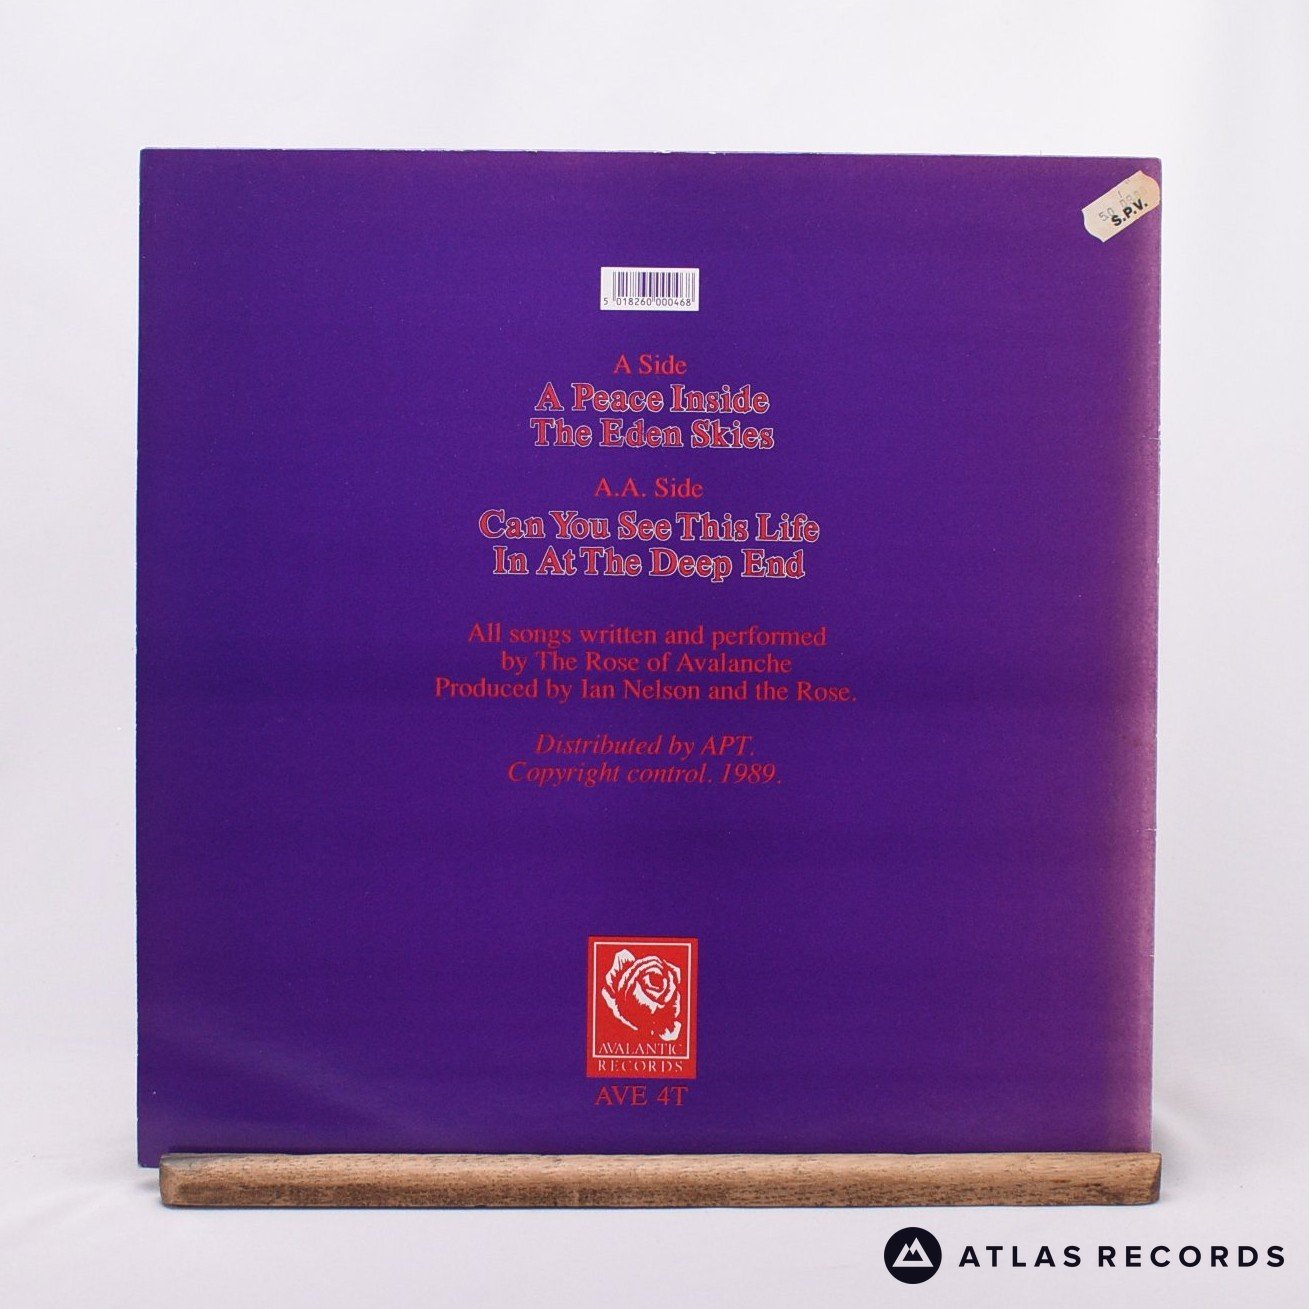 S.P.V.
5 018260 000468
A Side
A Peace Inside
The Eden Skies
A.A. Side
Can You See This Life
In At The Deep End
All songs written and performed
by The Rose of Avalanche
Produced by Ian Nelson and the Rose.
Distributed by APT.
Copyright control. 1989.
AVALANTIC
RECORDS
AVE 4T
ATLAS RECORDS